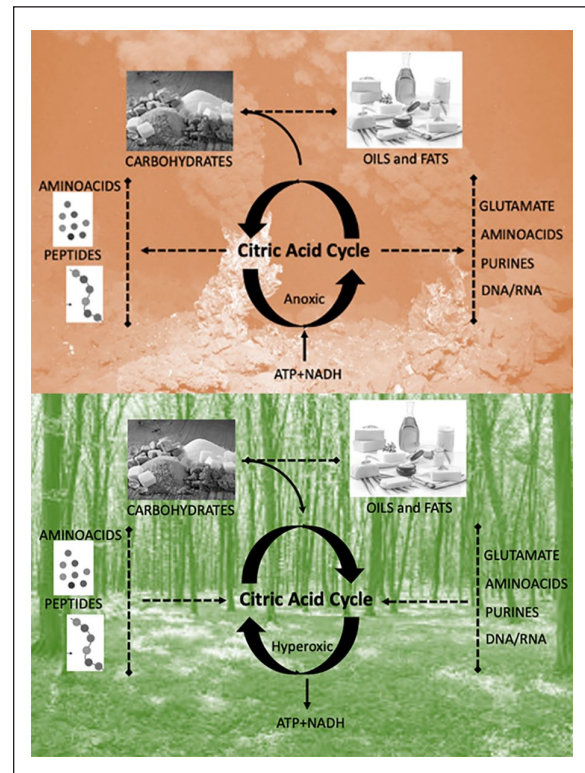 CARBOHYDRATES
OILS and FATS
AMINOACIDS
PEPTIDES
Citric Acid Cycle
Anoxic
GLUTAMATE
AMINOACIDS
PURINES
DNA/RNA
ATP+NADH
CARBOHYDRATES
OILS and FATS
AMINOACIDS
PEPTIDES
Citric Acid Cycle
Hyperoxic
GLUTAMATE
AMINOACIDS
PURINES
DNA/RNA
ATP+NADH